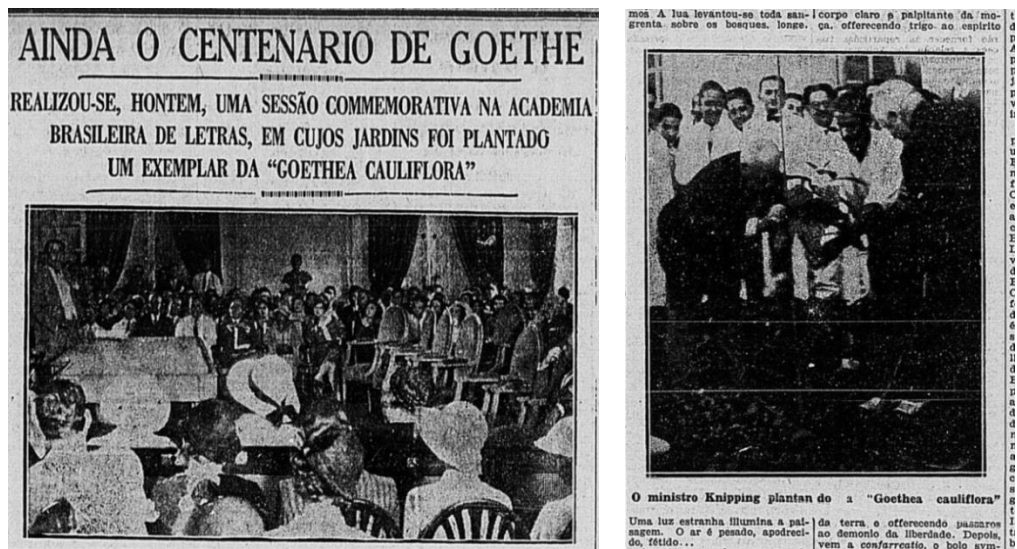 AINDA O CENTENARIO DE GOETHE
REALIZOU-SE, HONTEM, UMA SESSÃO COMMEMORATIVA NA ACADEMIA
BRASILEIRA DE LETRAS, EM CUJOS JARDINS FOI PLANTADO
UM EXEMPLAR DA "GOETHEA CAULIFLORA"
mos A lua levantou-se toda san-
grenta sobre os bosques, longe.
corpo claro e palpitante da mo-
ça, offerecendo trigo ao espirito
O ministro Knipping plantando a "Goethea cauliflora"
Uma luz estranha illumina a pai-
sagem. O ar é pesado, apodreci-
do, fétido...
da terra e offerecendo passaros
ao demonio da liberdade. Depois,
vem a confarreatio, o bolo sym-